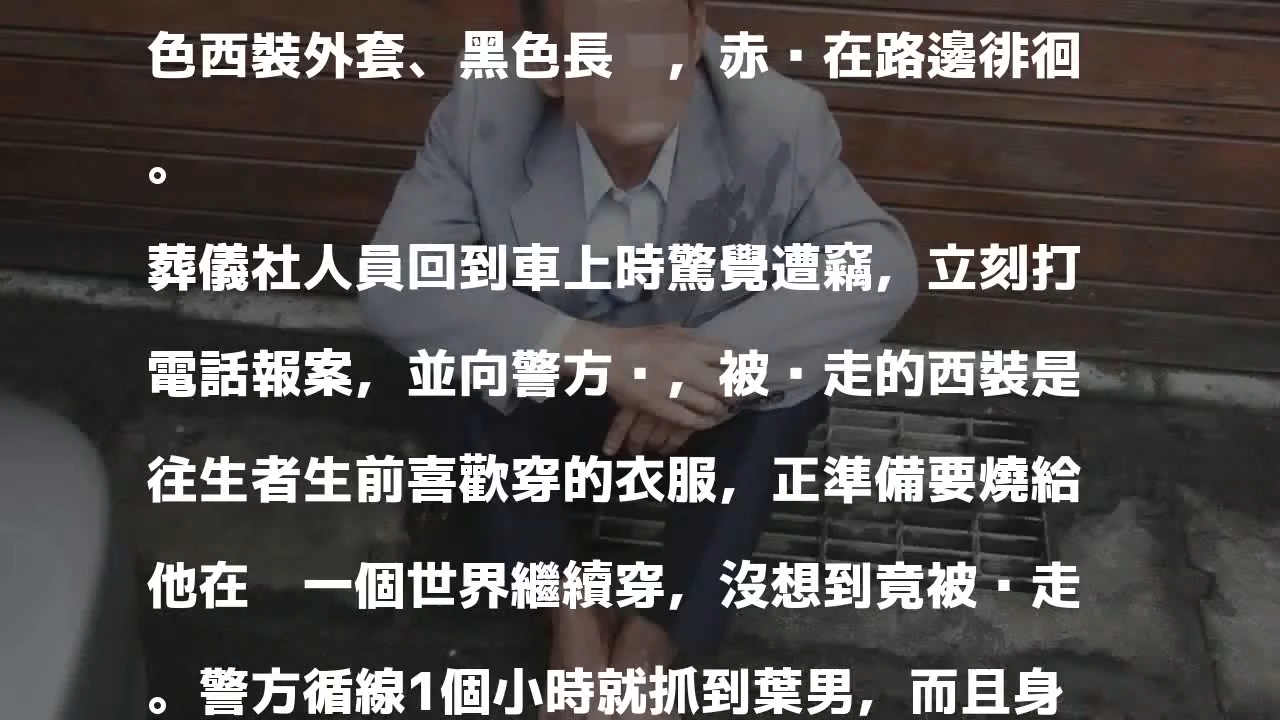 色西裝外套、黑色長　，赤·在路邊徘徊
。
葬儀社人員回到車上時驚覺遭竊，立刻打
電話報案，並向警方·，被·走的西裝是
往生者生前喜歡穿的衣服，正準備要燒給
他在　一個世界繼續穿，沒想到竟被·走
。警方循線1個小時就抓到葉男，而且身